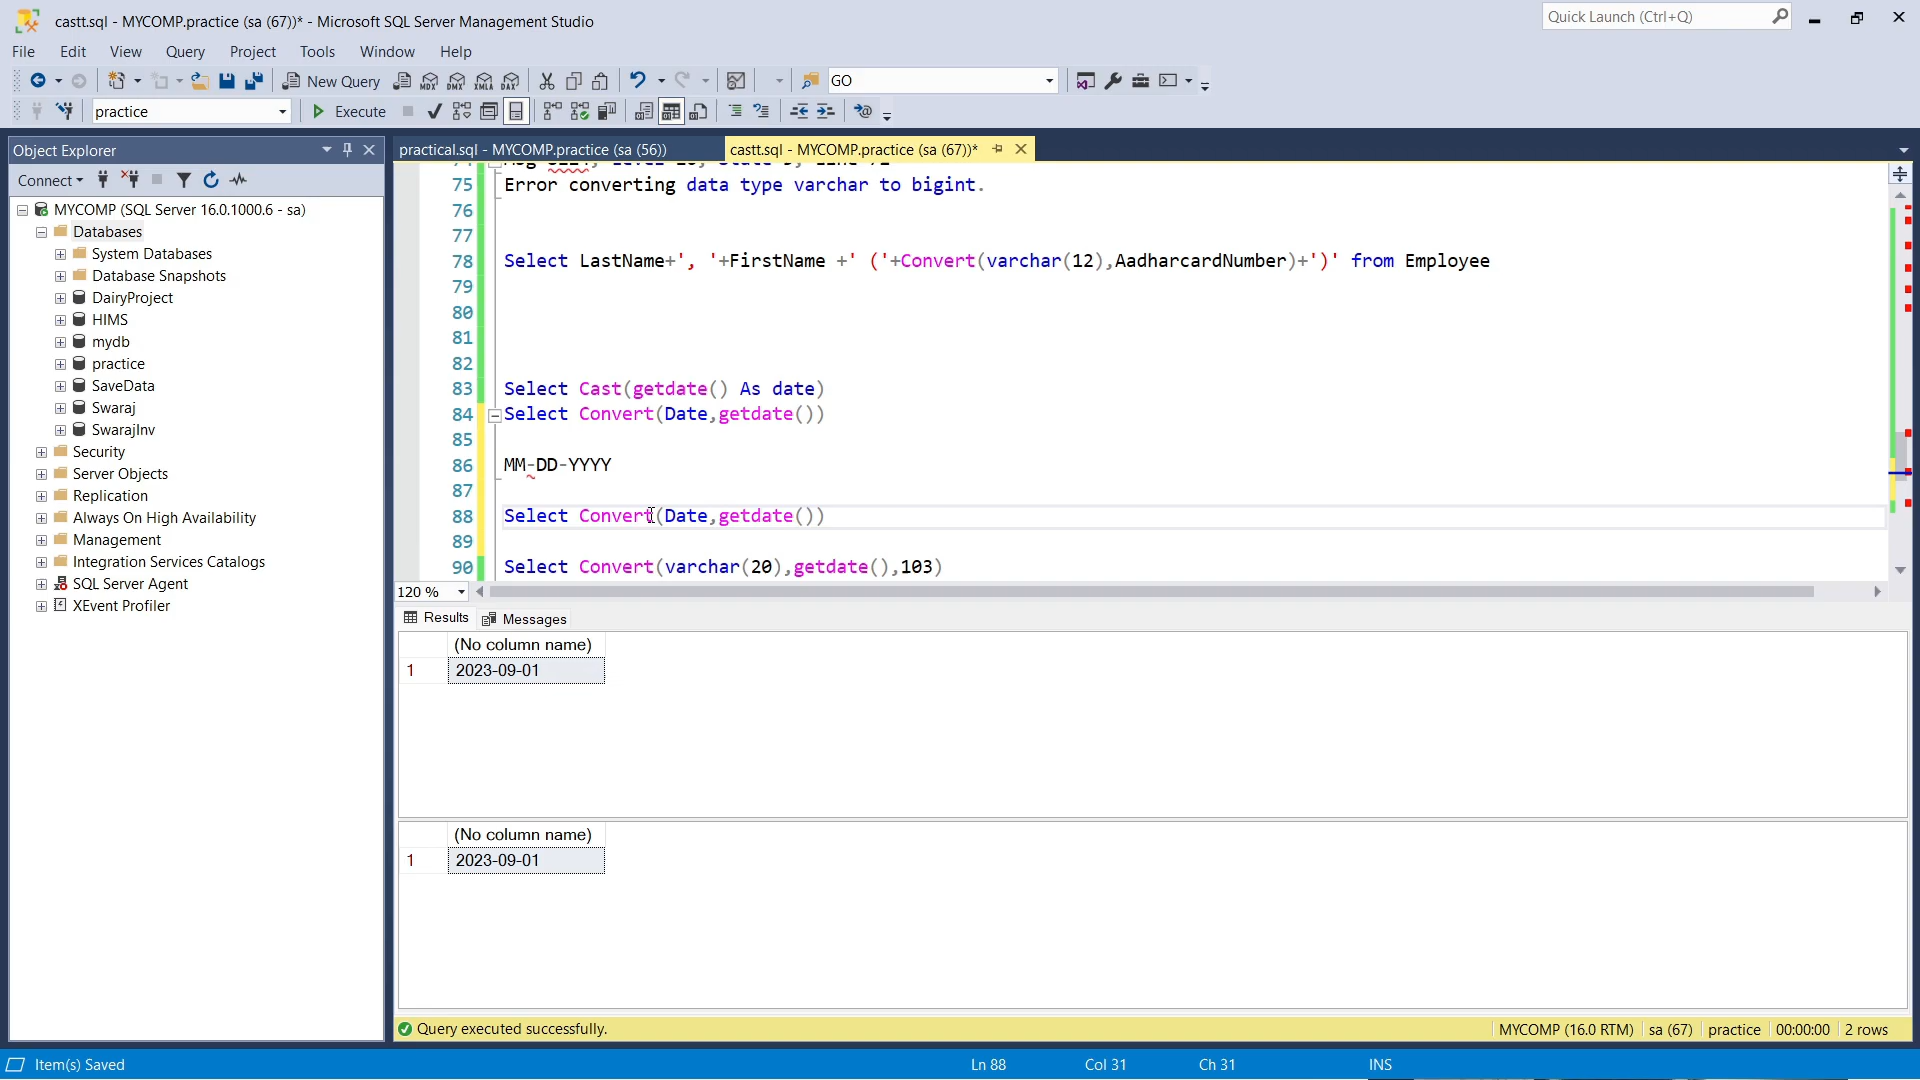 castt.sql - MYCOMP.practice (sa (67))* - Microsoft SQL Server Management Studio
Quick Launch (Ctrl+Q)
File Edit View Query Project Tools Window Help
New Query
MDX DMX XMLA DAX
GO
practice
Execute
Object Explorer
practical.sql - MYCOMP.practice (sa (56))
castt.sql - MYCOMP.practice (sa (67))*
Connect
MYCOMP (SQL Server 16.0.1000.6 - sa)
Databases
System Databases
Database Snapshots
DairyProject
HIMS
mydb
practice
SaveData
Swaraj
SwarajInv
Security
Server Objects
Replication
Always On High Availability
Management
Integration Services Catalogs
SQL Server Agent
XEvent Profiler
75 Error converting data type varchar to bigint.
76
77
78 Select LastName+', '+FirstName +' ('+Convert(varchar(12),AadharcardNumber)+')' from Employee
79
80
81
82
83 Select Cast(getdate() As date)
84 Select Convert(Date,getdate())
85
86 MM-DD-YYYY
87
88 Select Convert(Date,getdate())
89
90 Select Convert(varchar(20),getdate(),103)
120 %
Results Messages
(No column name)
1 2023-09-01
(No column name)
1 2023-09-01
Query executed successfully.
MYCOMP (16.0 RTM) sa (67) practice 00:00:00 2 rows
Item(s) Saved
Ln 88 Col 31 Ch 31 INS